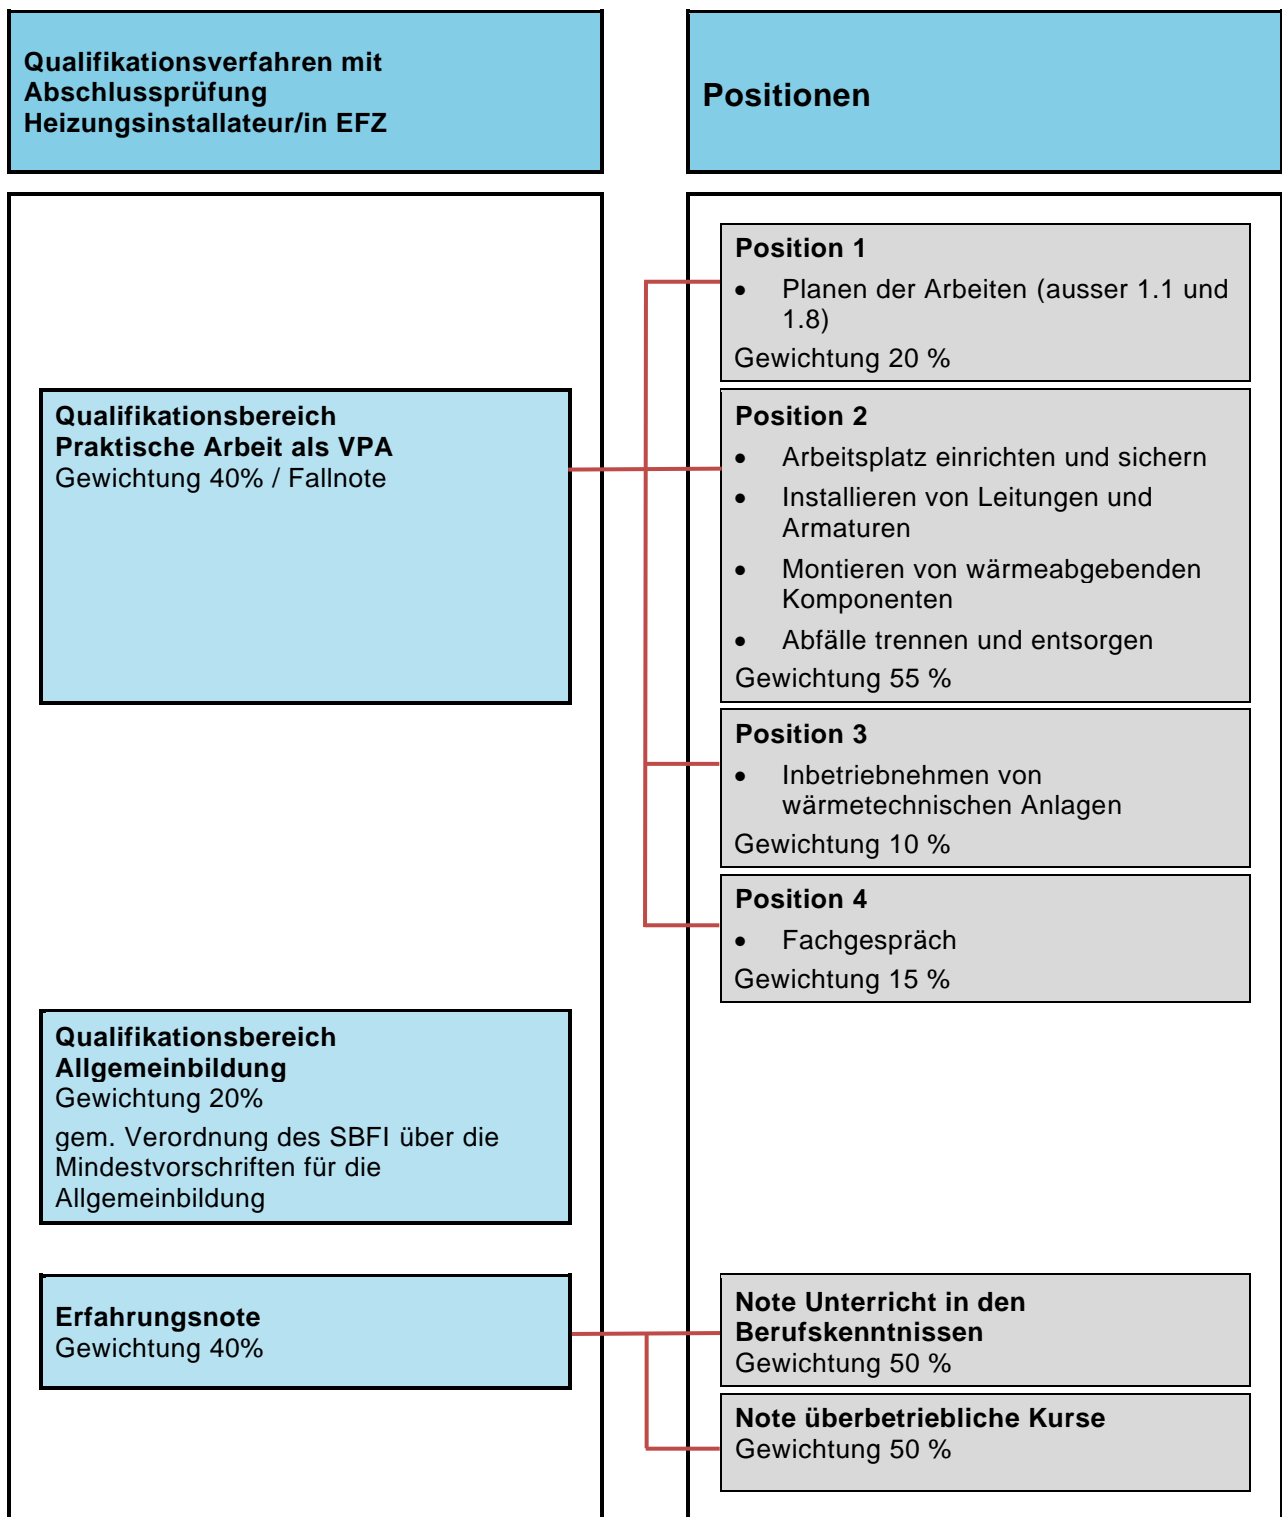 Qualifikationsverfahren mit
Abschlussprüfung
Heizungsinstallateur/in EFZ
Positionen
Position 1
• Planen der Arbeiten (ausser 1.1 und
1.8)
Gewichtung 20 %
Qualifikationsbereich
Praktische Arbeit als VPA
Gewichtung 40% / Fallnote
Position 2
• Arbeitsplatz einrichten und sichern
• Installieren von Leitungen und
Armaturen
• Montieren von wärmeabgebenden
Komponenten
• Abfälle trennen und entsorgen
Gewichtung 55 %
Position 3
• Inbetriebnehmen von
wärmetechnischen Anlagen
Gewichtung 10 %
Position 4
• Fachgespräch
Gewichtung 15 %
Qualifikationsbereich
Allgemeinbildung
Gewichtung 20%
gem. Verordnung des SBFI über die
Mindestvorschriften für die
Allgemeinbildung
Erfahrungsnote
Gewichtung 40%
Note Unterricht in den
Berufskenntnissen
Gewichtung 50 %
Note überbetriebliche Kurse
Gewichtung 50 %